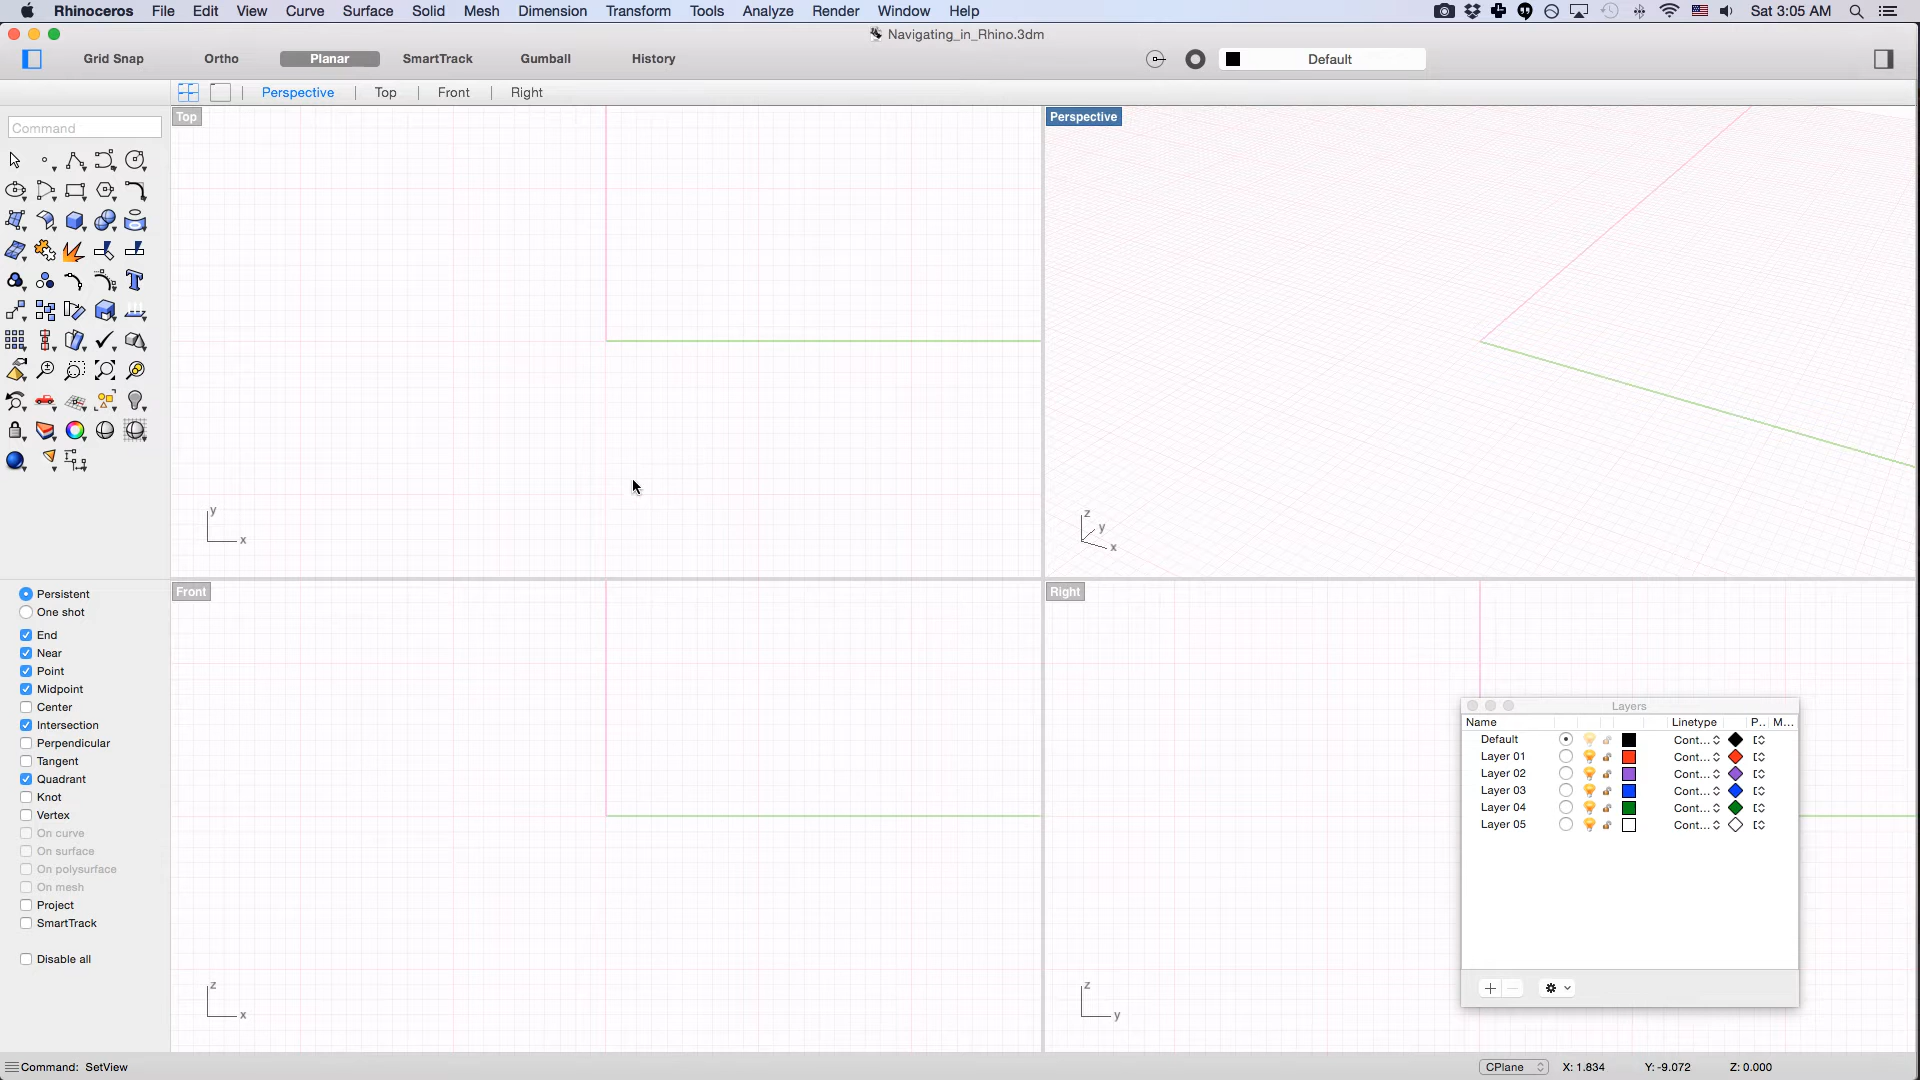 Rhinoceros File Edit View Curve Surface Solid Mesh Dimension Transform Tools Analyze Render Window Help Sat 3:05 AM
Navigating_in_Rhino.3dm
Grid Snap Ortho Planar SmartTrack Gumball History Default
Perspective Top Front Right
Command
Top
Perspective
y
x
z
y
x
Front
Right
z
x
z
y
Persistent
One shot
End
Near
Point
Midpoint
Center
Intersection
Perpendicular
Tangent
Quadrant
Knot
Vertex
On curve
On surface
On polysurface
On mesh
Project
SmartTrack
Disable all
Layers
Name Linetype P.. M...
Default Cont...
Layer 01 Cont...
Layer 02 Cont...
Layer 03 Cont...
Layer 04 Cont...
Layer 05 Cont...
Command: SetView CPlane X: 1.834 Y: -9.072 Z: 0.000